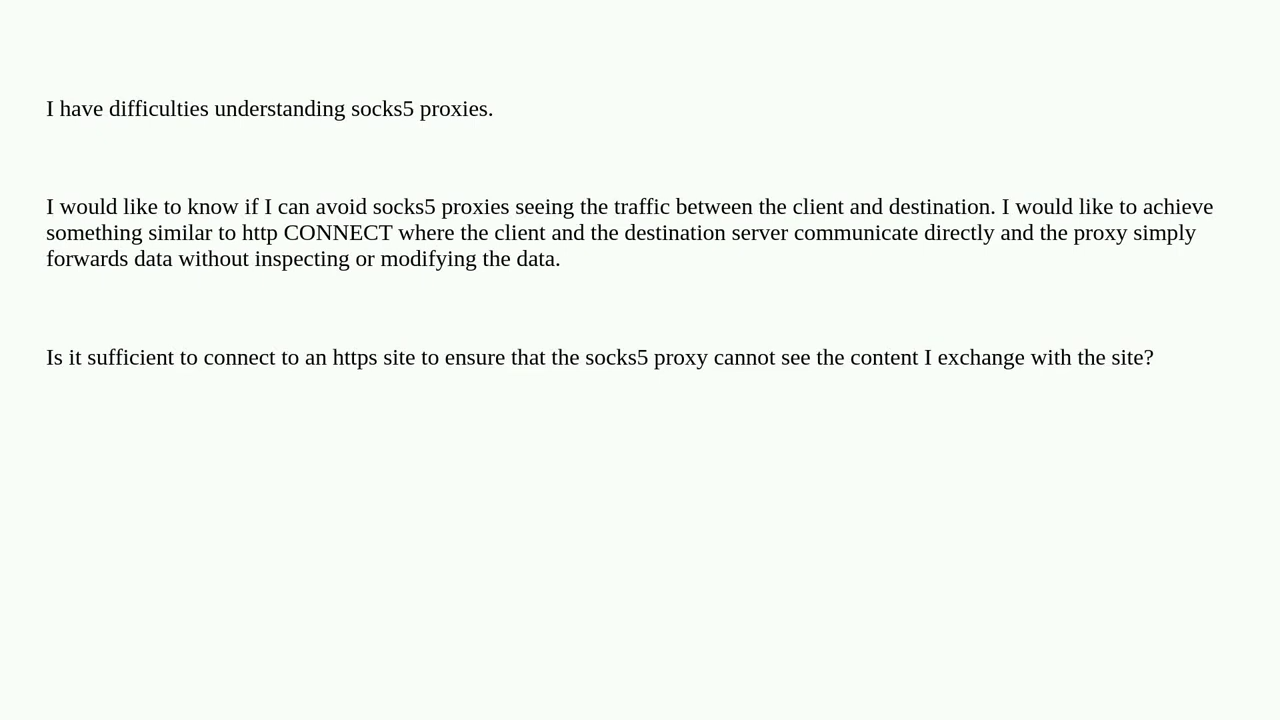 I have difficulties understanding socks5 proxies.
I would like to know if I can avoid socks5 proxies seeing the traffic between the client and destination. I would like to achieve
something similar to http CONNECT where the client and the destination server communicate directly and the proxy simply
forwards data without inspecting or modifying the data.
Is it sufficient to connect to an https site to ensure that the socks5 proxy cannot see the content I exchange with the site?